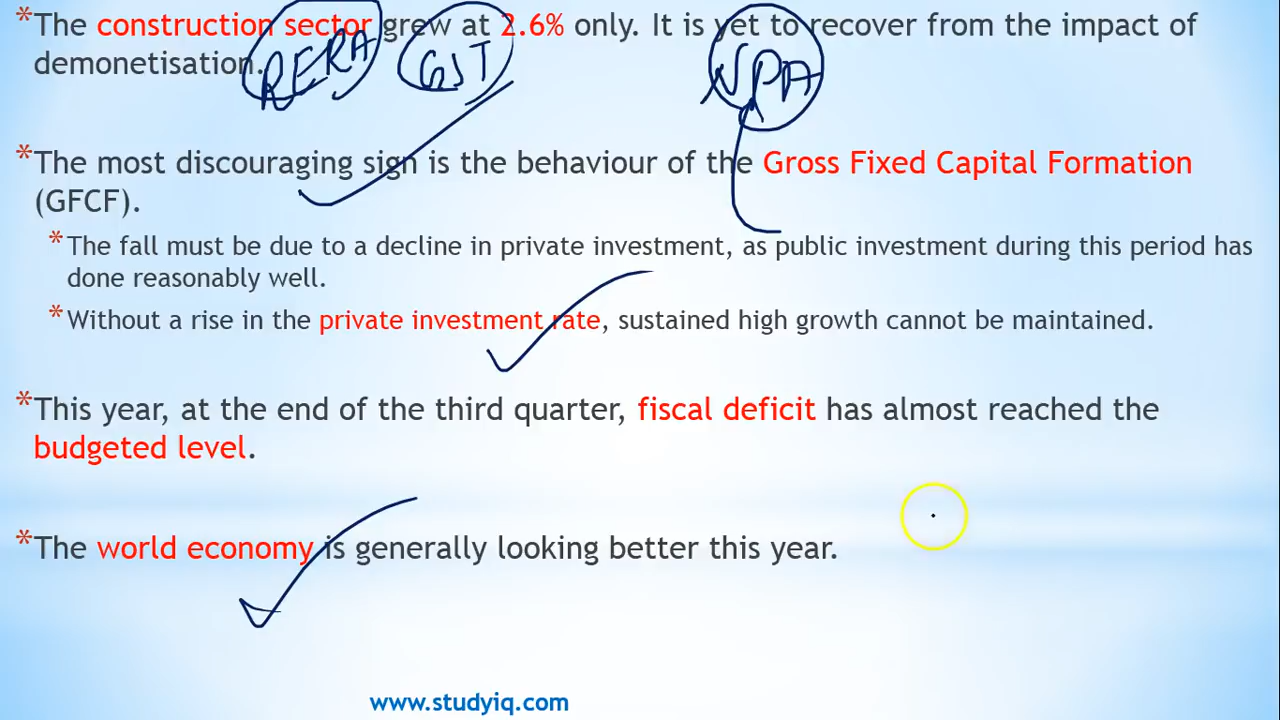 * The construction sector grew at 2.6% only. It is yet to recover from the impact of
demonetisation.
RERA GST NPA
* The most discouraging sign is the behaviour of the Gross Fixed Capital Formation
(GFCF).
* The fall must be due to a decline in private investment, as public investment during this period has
done reasonably well.
* Without a rise in the private investment rate, sustained high growth cannot be maintained.
* This year, at the end of the third quarter, fiscal deficit has almost reached the
budgeted level.
* The world economy is generally looking better this year.
www.studyiq.com